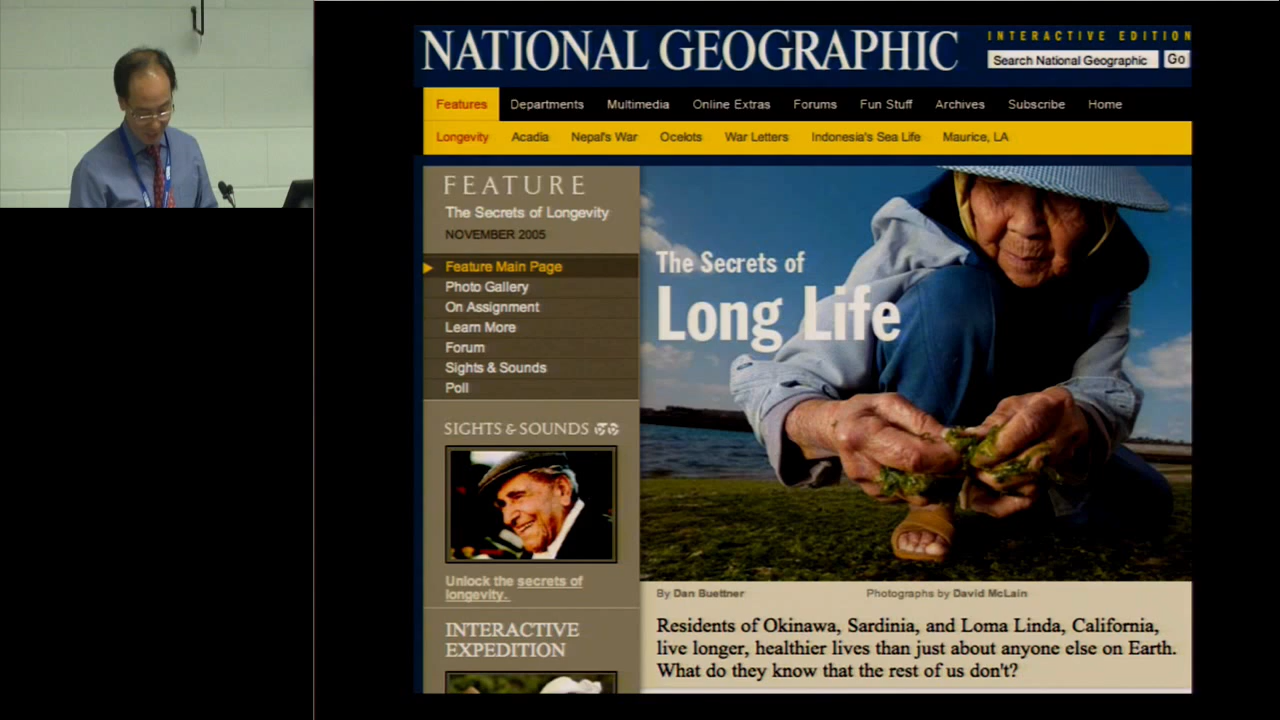 NATIONAL GEOGRAPHIC
INTERACTIVE EDITION
Search National Geographic Go
Features Departments Multimedia Online Extras Forums Fun Stuff Archives Subscribe Home
Longevity Acadia Nepal's War Ocelots War Letters Indonesia's Sea Life Maurice, LA
FEATURE
The Secrets of Longevity
NOVEMBER 2005
Feature Main Page
Photo Gallery
On Assignment
Learn More
Forum
Sights & Sounds
Poll
SIGHTS & SOUNDS
Unlock the secrets of
longevity.
INTERACTIVE
EXPEDITION
The Secrets of
Long Life
By Dan Buettner Photographs by David McLain
Residents of Okinawa, Sardinia, and Loma Linda, California,
live longer, healthier lives than just about anyone else on Earth.
What do they know that the rest of us don't?